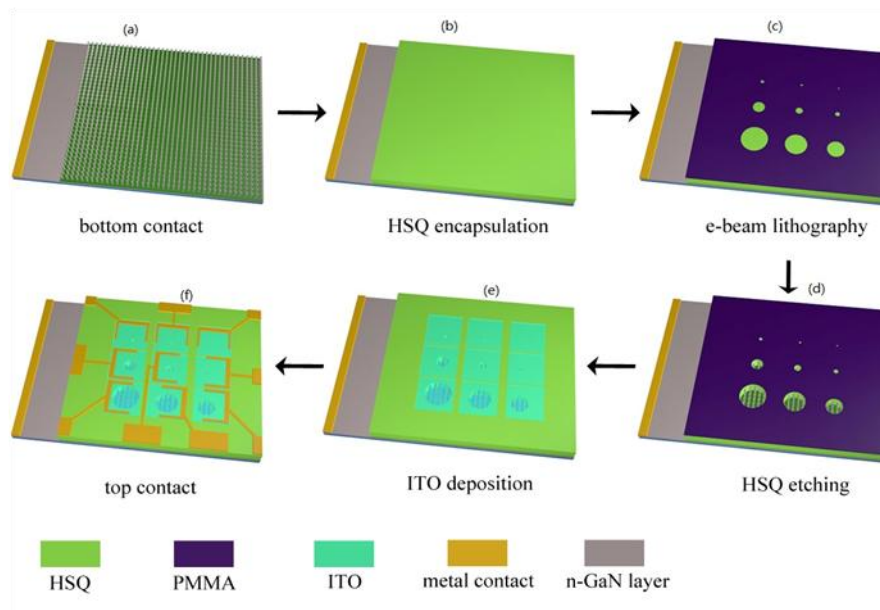 (a)
(b)
(c)
bottom contact
HSQ encapsulation
e-beam lithography
(f)
(e)
(d)
top contact
ITO deposition
HSQ etching
HSQ
PMMA
ITO
metal contact
n-GaN layer